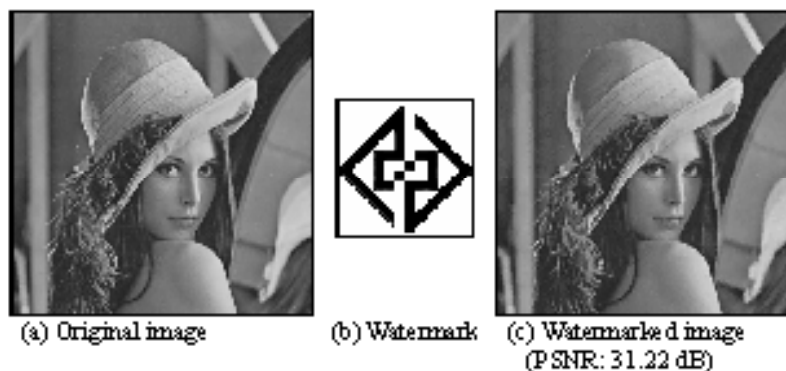 (a) Original image
(b) Watermark
(c) Watermarked image
(PSNR: 31.22 dB)